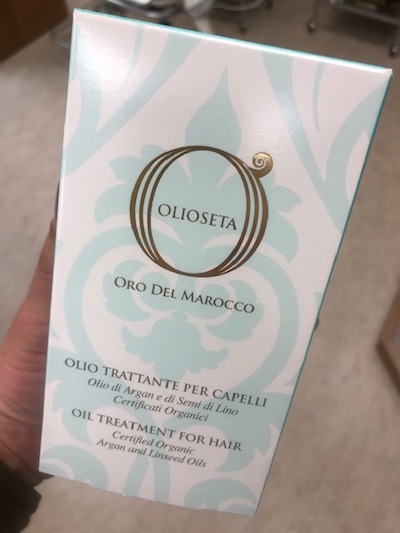 OLIOSETA
ORO DEL MAROCCO
OLIO TRATTANTE PER CAPELLI
Olio di Argan e di Semi di Lino
Certificati Organici
OIL TREATMENT FOR HAIR
Certified Organic
Argan and Linseed Oils